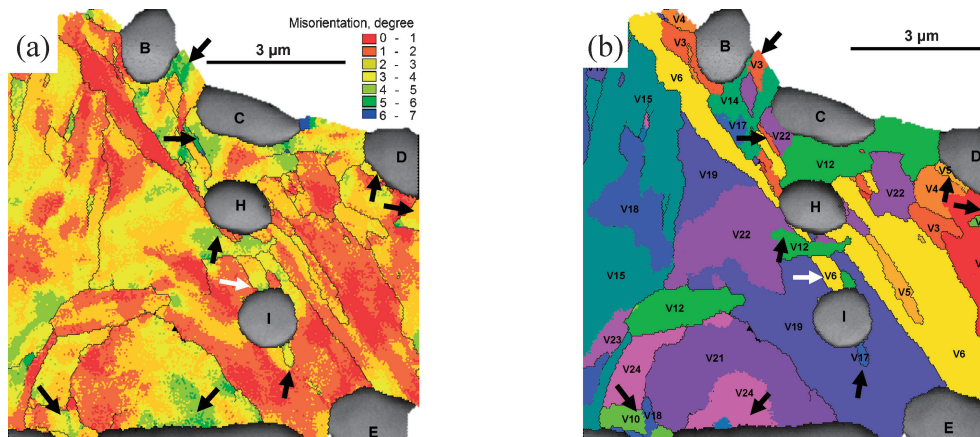 (a)
Misorientation, degree
0 - 1
1 - 2
2 - 3
3 - 4
4 - 5
5 - 6
6 - 7
3 μm
B
C
D
H
I
E
(b)
3 μm
V4
V3
B
V3
V6
V15
V14
V17
V22
C
V12
D
V5
V4
V22
V3
V19
V18
H
V22
V12
V15
V6
V5
V12
I
V19
V6
V23
V17
V24
V21
V24
V10
V18
E